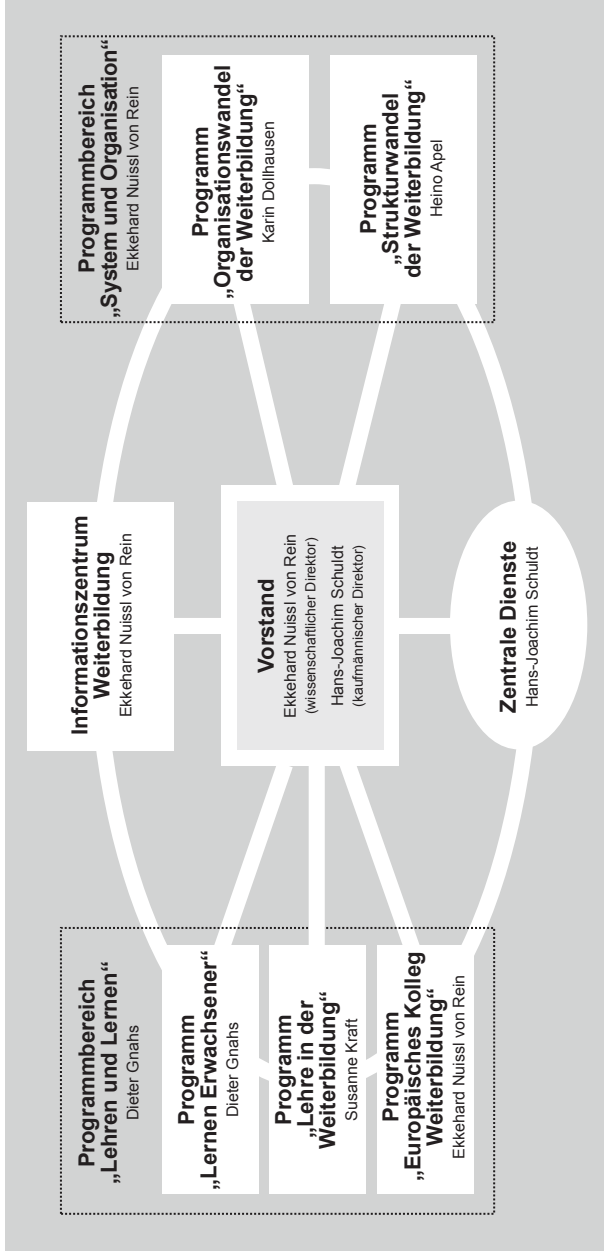 Programmbereich
„Lehren und Lernen“
Dieter Gnahs
Programm
„Lernen Erwachsener“
Dieter Gnahs
Programm
„Lehre in der
Weiterbildung“
Susanne Kraft
Programm
„Europäisches Kolleg
Weiterbildung“
Ekkehard Nuissl von Rein
Informationszentrum
Weiterbildung
Ekkehard Nuissl von Rein
Vorstand
Ekkehard Nuissl von Rein
(wissenschaftlicher Direktor)
Hans-Joachim Schuldt
(kaufmännischer Direktor)
Zentrale Dienste
Hans-Joachim Schuldt
Programmbereich
„System und Organisation“
Ekkehard Nuissl von Rein
Programm
„Organisationswandel
der Weiterbildung“
Karin Dollhausen
Programm
„Strukturwandel
der Weiterbildung“
Heino Apel